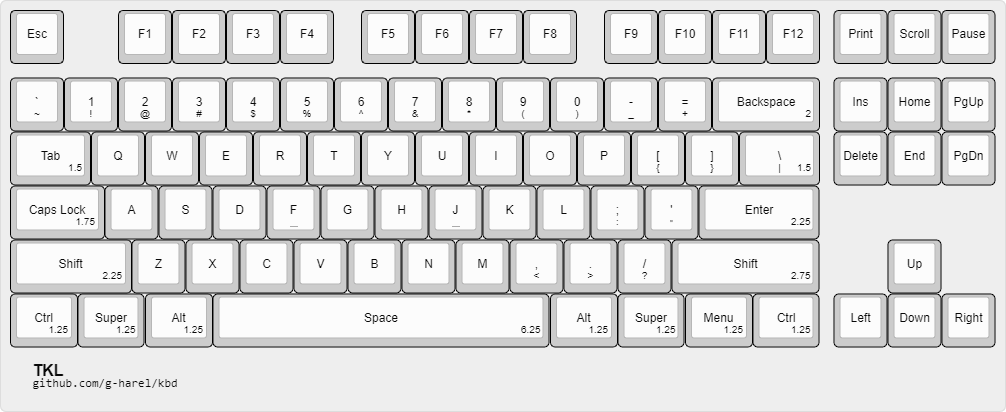 Esc F1 F2 F3 F4 F5 F6 F7 F8 F9 F10 F11 F12 Print Scroll Pause
` 1 2 3 4 5 6 7 8 9 0 - = Backspace Ins Home PgUp
~ ! @ # $ % ^ & * ( ) _ + 2
Tab Q W E R T Y U I O P [ ] \ Delete End PgDn
1.5 { } | 1.5
Caps Lock A S D F G H J K L ; ' Enter
1.75 _ _ : " 2.25
Shift Z X C V B N M , . / Shift Up
2.25 < > ? 2.75
Ctrl Super Alt Space Alt Super Menu Ctrl Left Down Right
1.25 1.25 1.25 6.25 1.25 1.25 1.25 1.25
TKL
github.com/g-harel/kbd